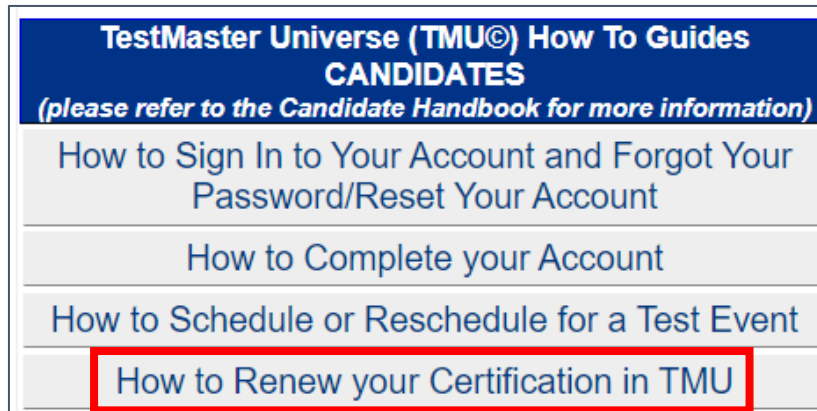 TestMaster Universe (TMU©) How To Guides
CANDIDATES
(please refer to the Candidate Handbook for more information)
How to Sign In to Your Account and Forgot Your
Password/Reset Your Account
How to Complete your Account
How to Schedule or Reschedule for a Test Event
How to Renew your Certification in TMU